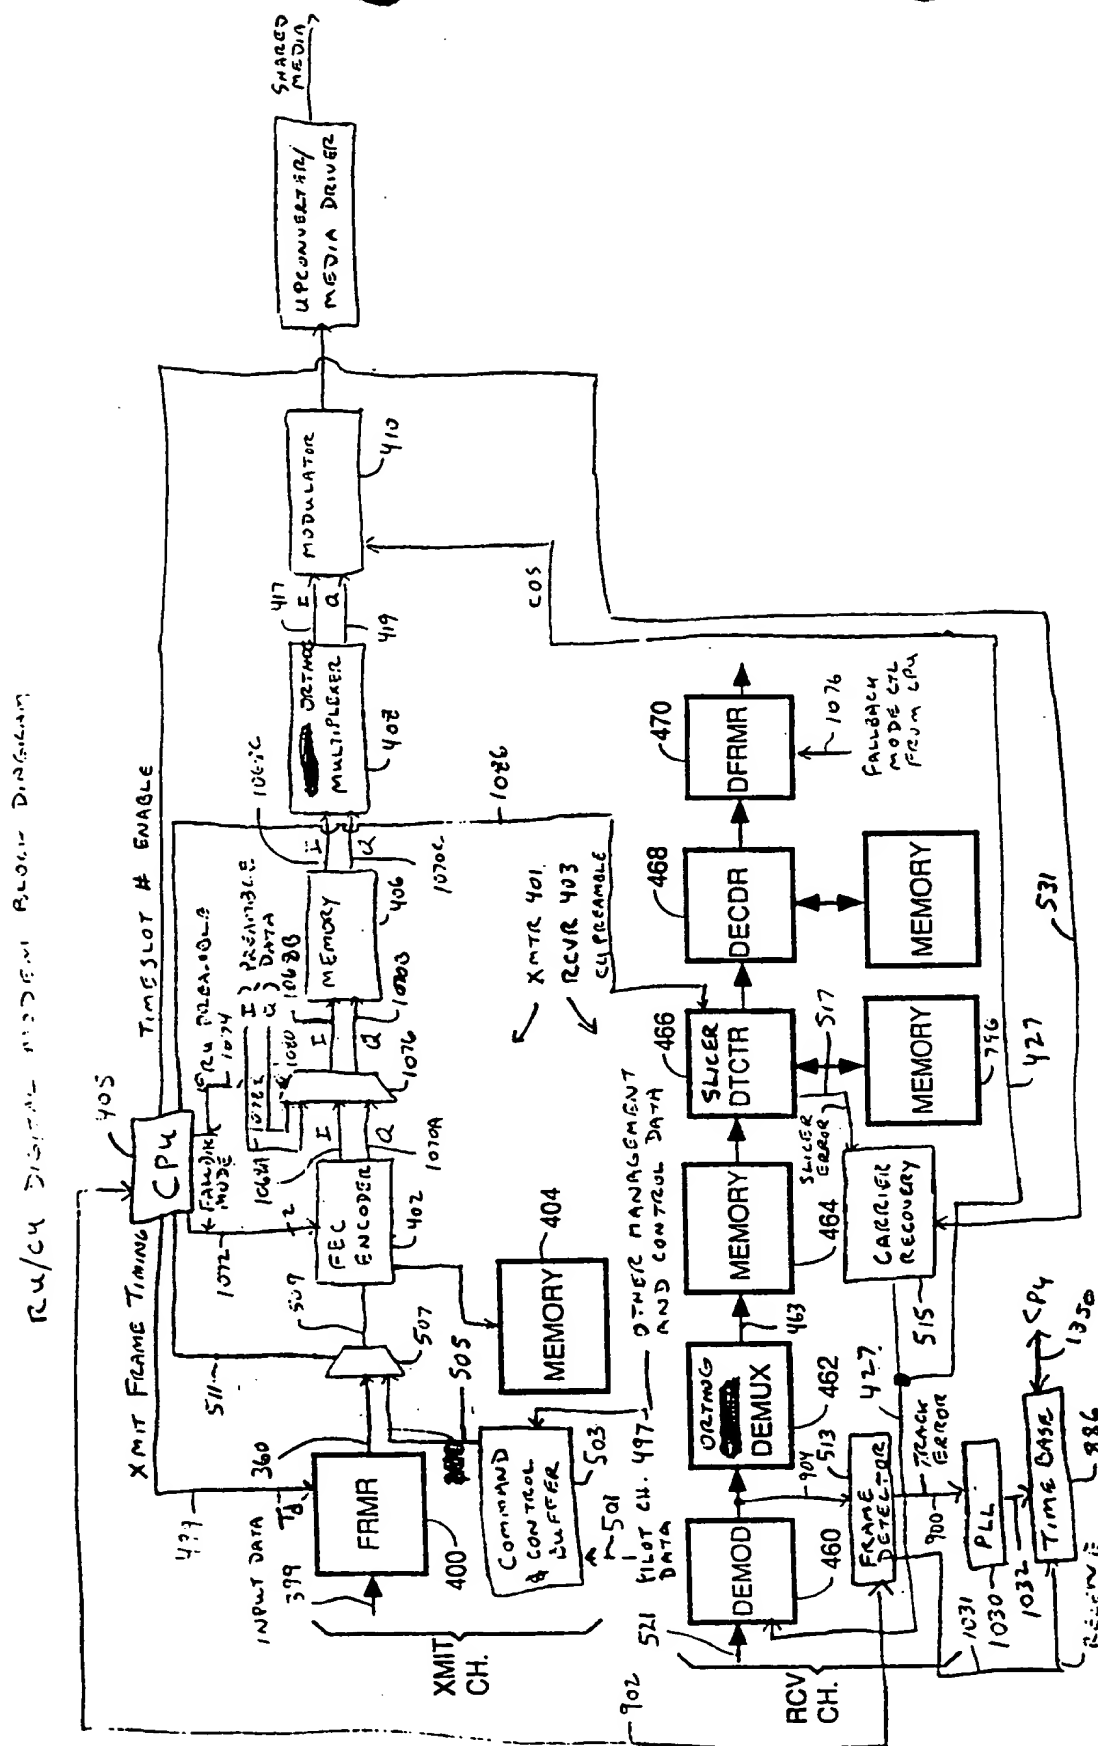 RU/CU DIGITAL MODEM BLOCK DIAGRAM
SHARED
MEDIA
UPCONVERTER/
MEDIA DRIVER
TIMESLOT # ENABLE
XMIT FRAME TIMING
405
CPU
FALLBACK
MODE
RU PREAMBLE
1074
I } PREAMBLE
Q } DATA
1072
2
511
477
Td
INPUT DATA
399
FRMR
400
360
507
509
505
COMMAND
& CONTROL
BUFFER
503
501
XMIT
CH.
FEC
ENCODER
402
MEMORY
404
1068A
I
Q
1070A
1078
1080
1076
1068B
I
Q
1070B
MEMORY
406
1068C
I
Q
1070C
ORTHOG
MULTIPLEXER
408
417
I
Q
419
MODULATOR
410
COS
1086
XMTR 401
RCVR 403
CU PREAMBLE
OTHER MANAGEMENT
AND CONTROL DATA
PILOT CH. 497
DATA
521
DEMOD
460
ORTHOG
DEMUX
462
463
MEMORY
464
466
SLICER
DTCTR
468
DECDR
470
DFRMR
1076
FALLBACK
MODE CTL
FROM CPU
MEMORY
MEMORY
796
517
SLICER
ERROR
CARRIER
RECOVERY
515
427
531
427
904
513
FRAME
DETECTOR
TRACK
ERROR
900
PLL
1030
1032
TIME BASE
886
CPU
1350
1031
RCV
CH.
902